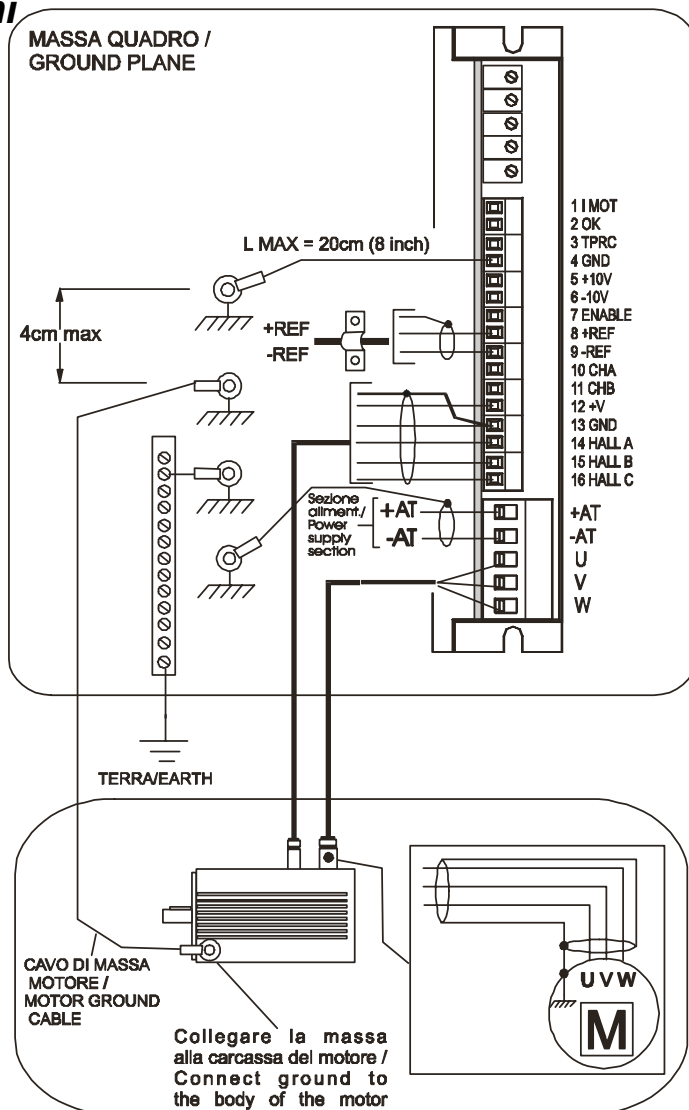 MASSA QUADRO /
GROUND PLANE
L MAX = 20cm (8 inch)
4cm max
+REF
-REF
1 I MOT
2 OK
3 TPRC
4 GND
5 +10V
6 -10V
7 ENABLE
8 +REF
9 -REF
10 CHA
11 CHB
12 +V
13 GND
14 HALL A
15 HALL B
16 HALL C
Sezione
aliment./
Power
supply
section
+AT
-AT
+AT
-AT
U
V
W
TERRA/EARTH
CAVO DI MASSA
MOTORE /
MOTOR GROUND
CABLE
Collegare la massa
alla carcassa del motore /
Connect ground to
the body of the motor
U V W
M